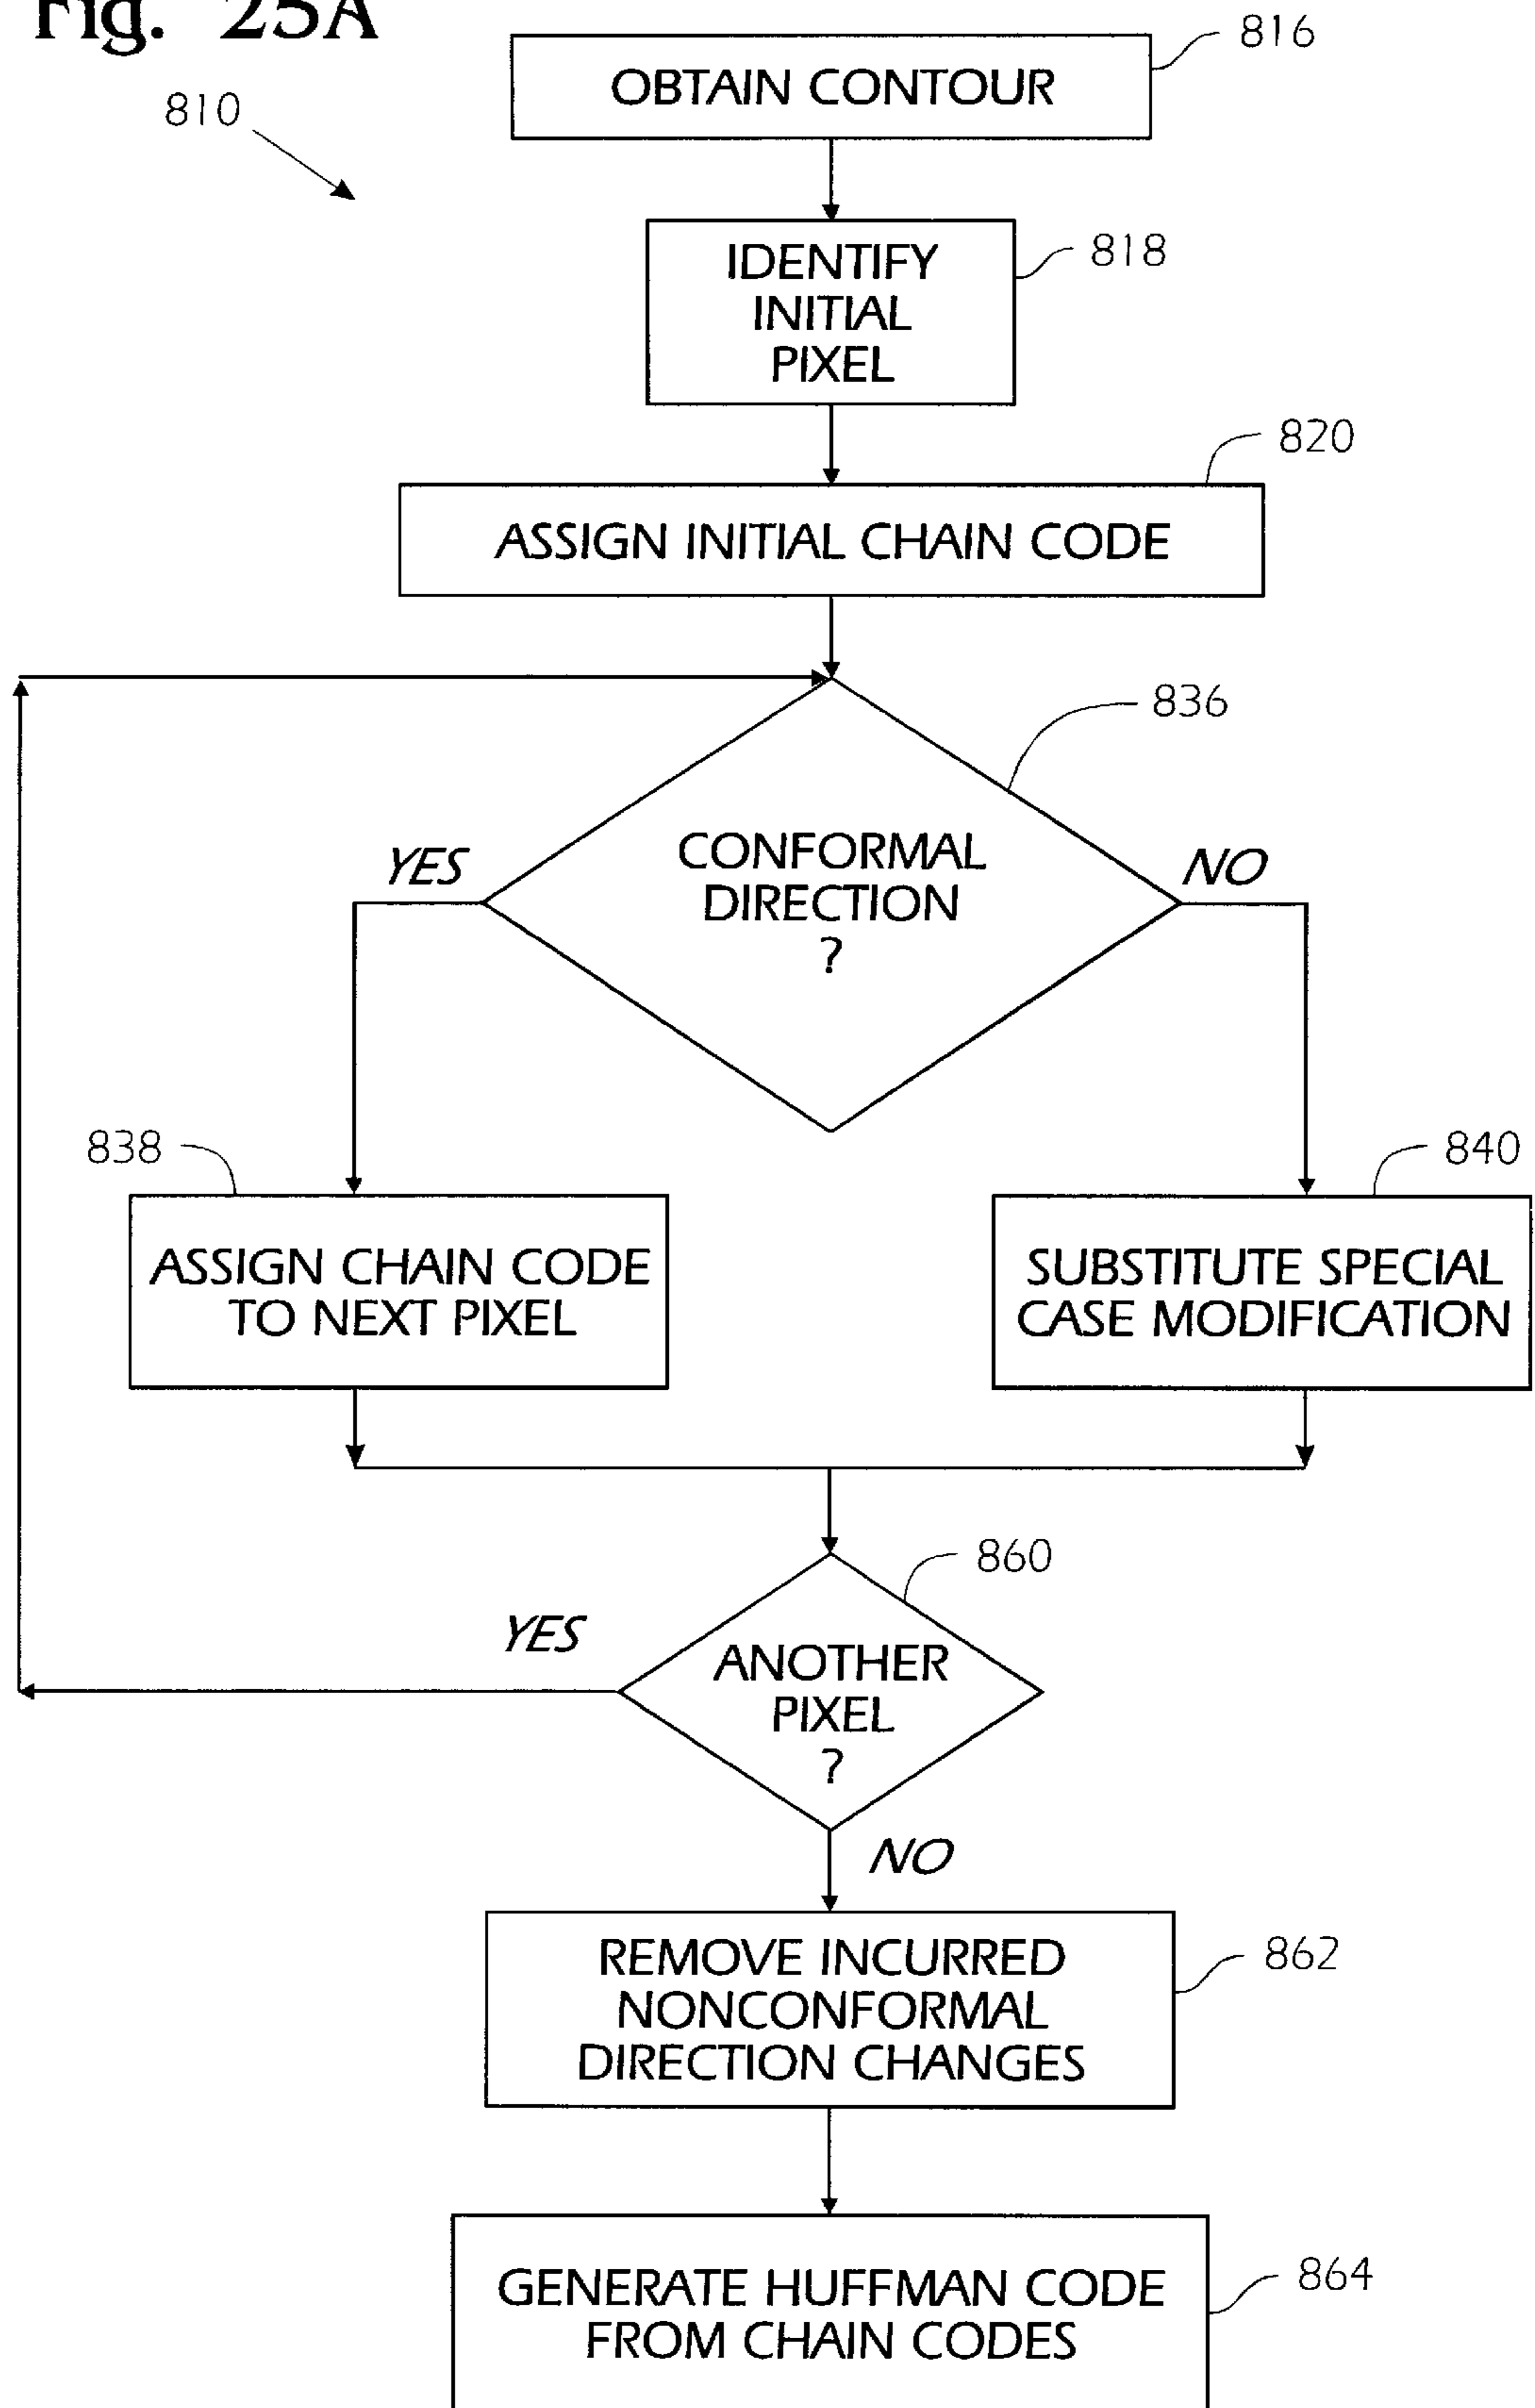 Fig. 25A
816
OBTAIN CONTOUR
810
818
IDENTIFY
INITIAL
PIXEL
820
ASSIGN INITIAL CHAIN CODE
836
CONFORMAL
DIRECTION
?
YES
NO
838
840
ASSIGN CHAIN CODE
TO NEXT PIXEL
SUBSTITUTE SPECIAL
CASE MODIFICATION
860
YES
ANOTHER
PIXEL
?
NO
862
REMOVE INCURRED
NONCONFORMAL
DIRECTION CHANGES
864
GENERATE HUFFMAN CODE
FROM CHAIN CODES